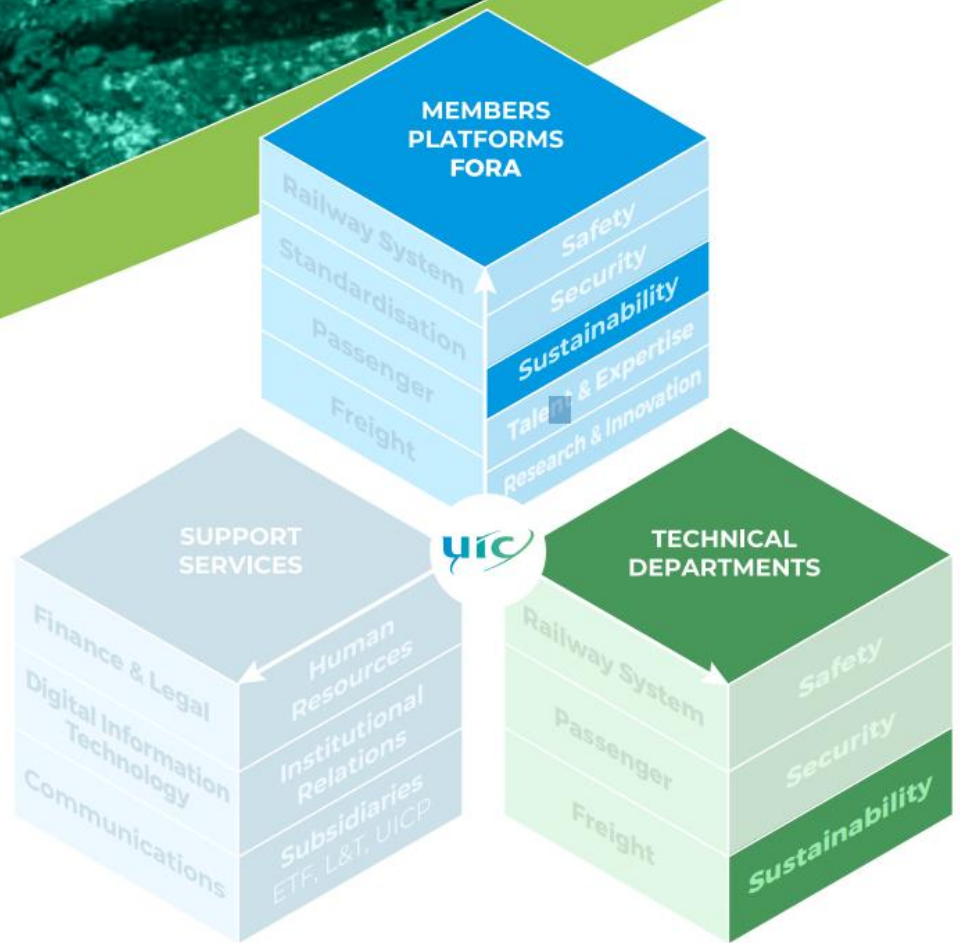 MEMBERS
PLATFORMS
FORA
Railway System
Standardisation
Passenger
Freight
Safety
Security
Sustainability
Talent & Expertise
Research & Innovation
uic
SUPPORT
SERVICES
Finance & Legal
Digital Information
Technology
Communications
Human
Resources
Institutional
Relations
Subsidiaries
ETF, L&T, UICP
TECHNICAL
DEPARTMENTS
Railway System
Passenger
Freight
Safety
Security
Sustainability